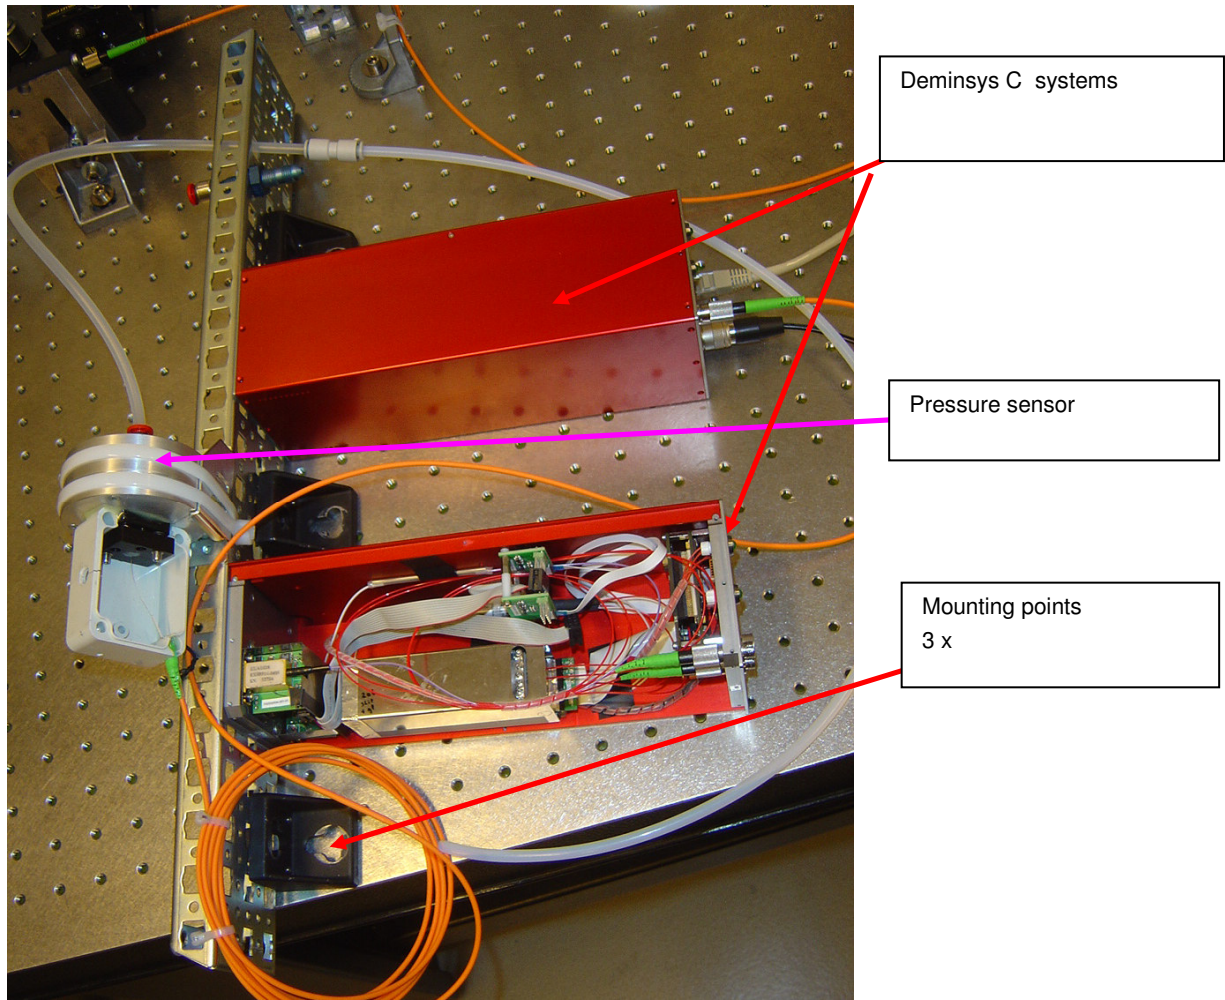 Deminsys C systems
Pressure sensor
Mounting points
3 x